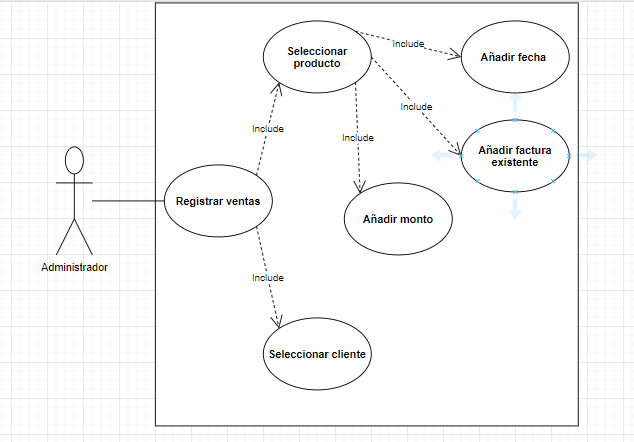 Seleccionar
producto
Include
Añadir fecha
Include
Añadir factura
existente
Include
Include
Registrar ventas
Añadir monto
Administrador
Include
Seleccionar cliente